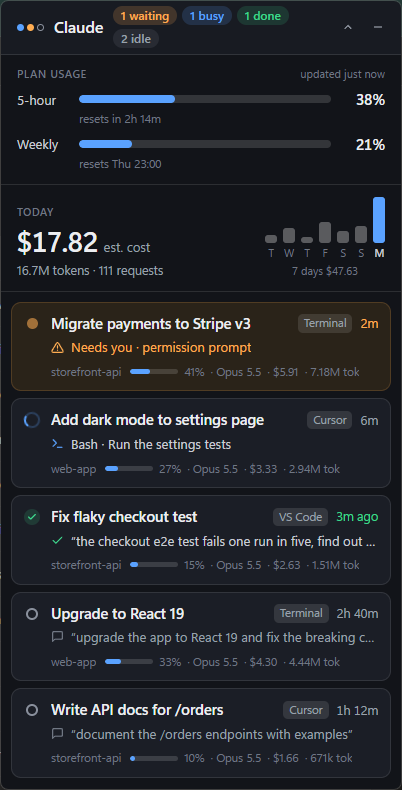 Claude
1 waiting 1 busy 1 done
2 idle
PLAN USAGE updated just now
5-hour 38%
resets in 2h 14m
Weekly 21%
resets Thu 23:00
TODAY
$17.82 est. cost
16.7M tokens · 111 requests
T W T F S S M
7 days $47.63
Migrate payments to Stripe v3 Terminal 2m
Needs you · permission prompt
storefront-api 41% · Opus 5.5 · $5.91 · 7.18M tok
Add dark mode to settings page Cursor 6m
Bash · Run the settings tests
web-app 27% · Opus 5.5 · $3.33 · 2.94M tok
Fix flaky checkout test VS Code 3m ago
“the checkout e2e test fails one run in five, find out ...
storefront-api 15% · Opus 5.5 · $2.63 · 1.51M tok
Upgrade to React 19 Terminal 2h 40m
“upgrade the app to React 19 and fix the breaking c...
web-app 33% · Opus 5.5 · $4.30 · 4.44M tok
Write API docs for /orders Cursor 1h 12m
“document the /orders endpoints with examples”
storefront-api 10% · Opus 5.5 · $1.66 · 671k tok